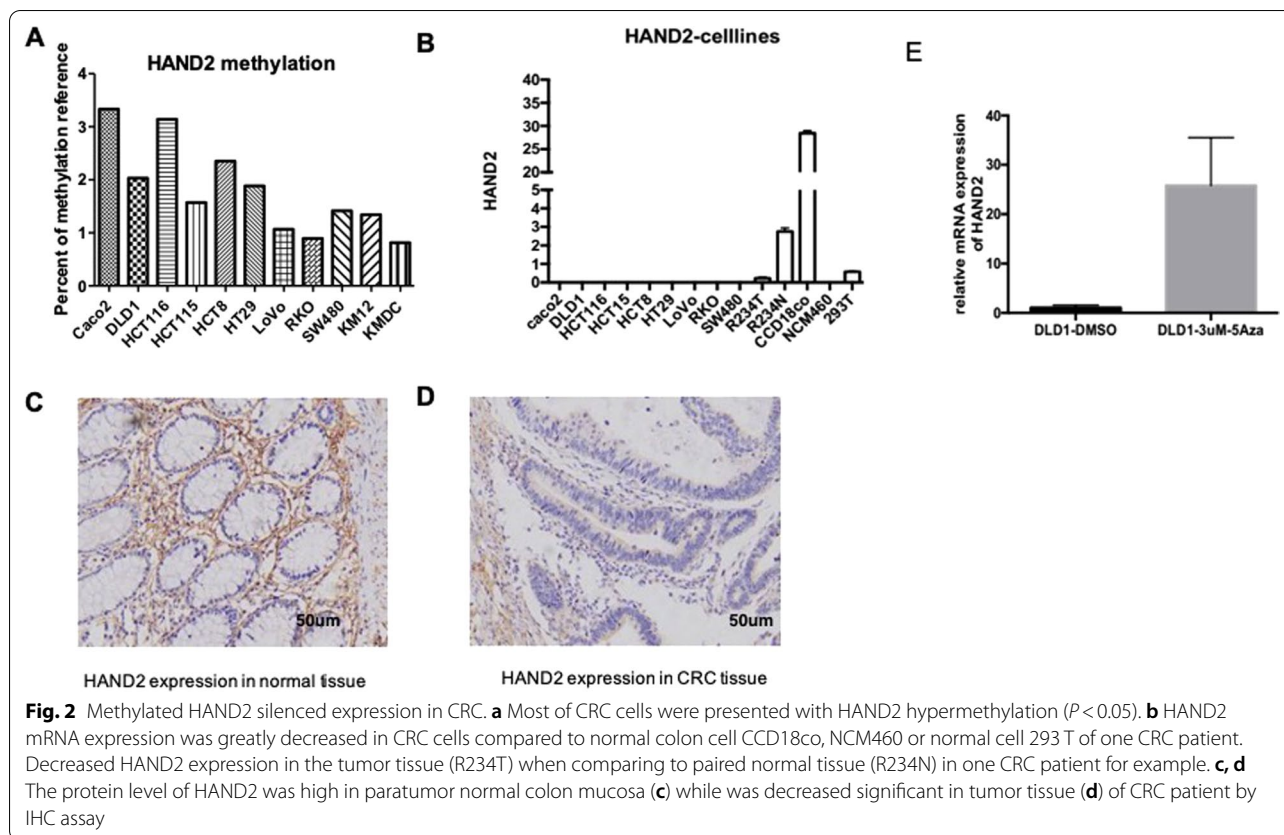 A
HAND2 methylation
Percent of methylation reference
4
3
2
1
0
Caco2
DLD1
HCT116
HCT115
HCT8
HT29
LoVo
RKO
SW480
KM12
KMDC
B
HAND2-celllines
HAND2
40
35
30
25
20
5
4
3
2
1
0
caco2
DLD1
HCT116
HCT15
HCT8
HT29
LoVo
RKO
SW480
R234T
R234N
CCD18co
NCM460
293T
E
relative mRNA expression
of HAND2
40
30
20
10
0
DLD1-DMSO
DLD1-3uM-5Aza
C
50um
HAND2 expression in normal tissue
D
50um
HAND2 expression in CRC tissue
Fig. 2 Methylated HAND2 silenced expression in CRC. a Most of CRC cells were presented with HAND2 hypermethylation (P < 0.05). b HAND2
mRNA expression was greatly decreased in CRC cells compared to normal colon cell CCD18co, NCM460 or normal cell 293 T of one CRC patient.
Decreased HAND2 expression in the tumor tissue (R234T) when comparing to paired normal tissue (R234N) in one CRC patient for example. c, d
The protein level of HAND2 was high in paratumor normal colon mucosa (c) while was decreased significant in tumor tissue (d) of CRC patient by
IHC assay